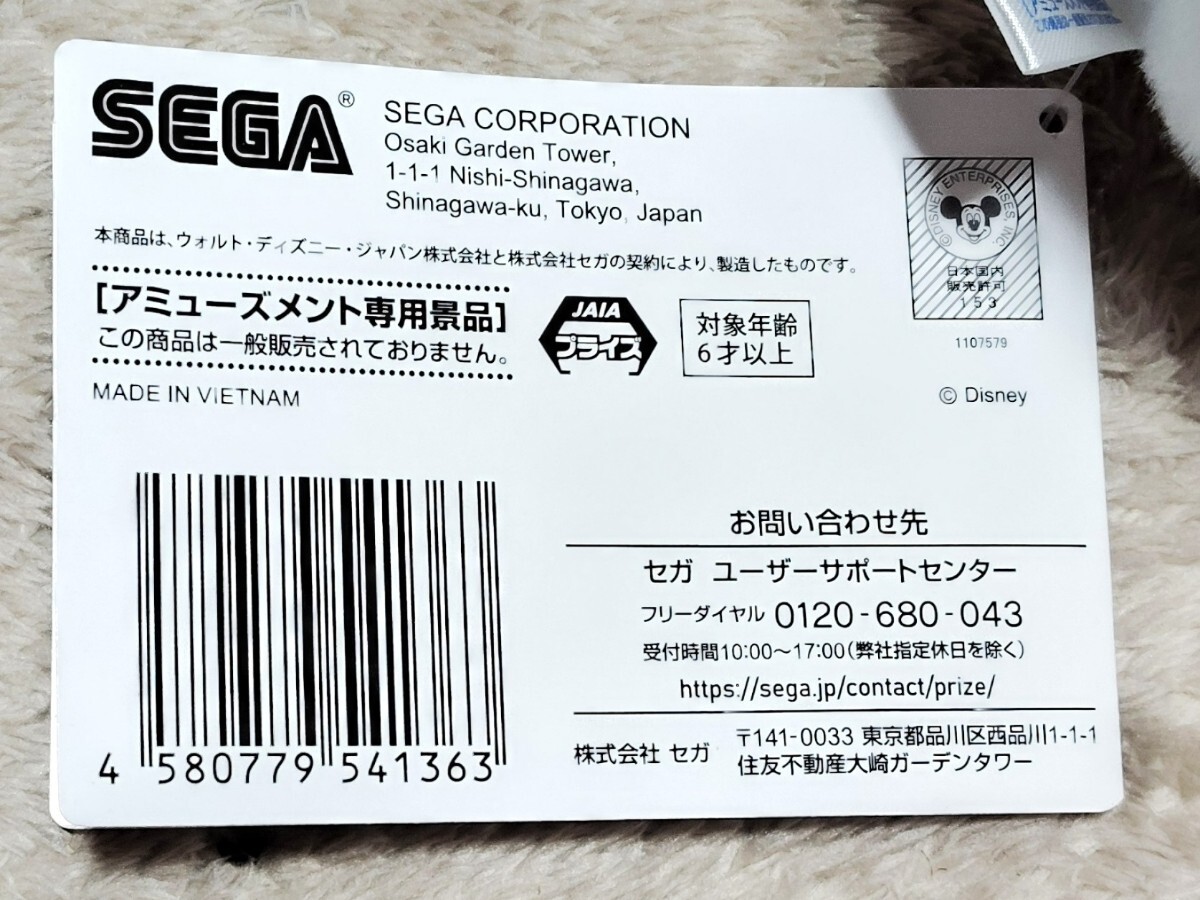 SEGA®
SEGA CORPORATION
Osaki Garden Tower,
1-1-1 Nishi-Shinagawa,
Shinagawa-ku, Tokyo, Japan
本商品は、ウォルト・ディズニー・ジャパン株式会社と株式会社セガの契約により、製造したものです。
[アミューズメント専用景品]
この商品は一般販売されておりません。
MADE IN VIETNAM
JAIA
プライズ
対象年齢
6才以上
©DISNEY ENTERPRISES, INC.
日本国内
販売許可
153
1107579
© Disney
4 580779 541363
お問い合わせ先
セガ ユーザーサポートセンター
フリーダイヤル 0120-680-043
受付時間10:00～17:00(弊社指定休日を除く)
https://sega.jp/contact/prize/
株式会社 セガ
〒141-0033 東京都品川区西品川1-1-1
住友不動産大崎ガーデンタワー